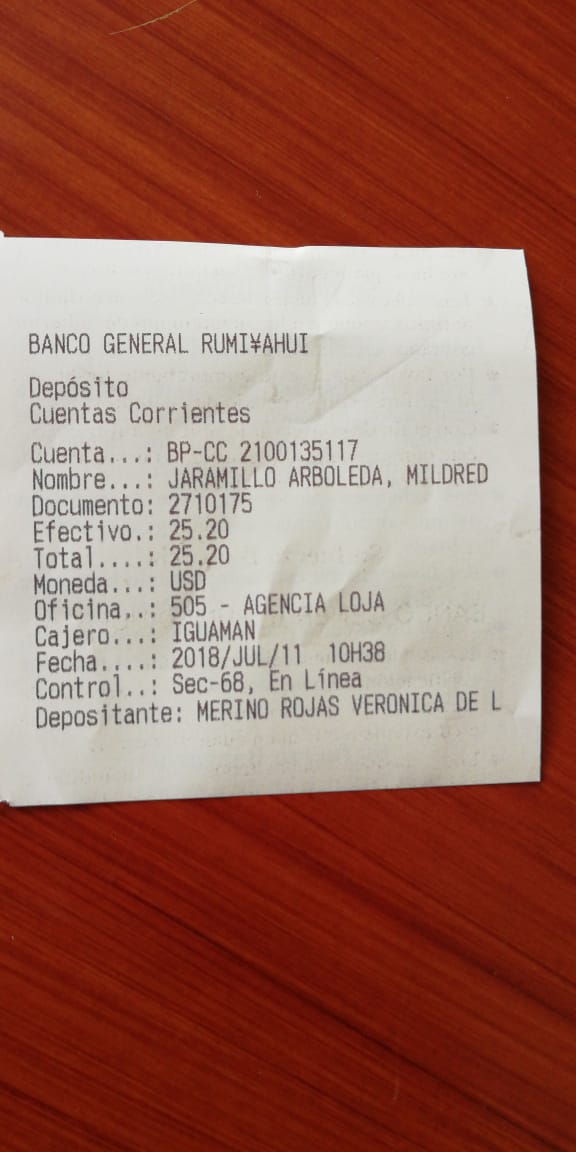 BANCO GENERAL RUMI¥AHUI
Depósito
Cuentas Corrientes
Cuenta...: BP-CC 2100135117
Nombre...: JARAMILLO ARBOLEDA, MILDRED
Documento: 2710175
Efectivo.: 25.20
Total....: 25.20
Moneda...: USD
Oficina..: 505 - AGENCIA LOJA
Cajero...: IGUAMAN
Fecha....: 2018/JUL/11  10H38
Control..: Sec-68, En Línea
Depositante: MERINO ROJAS VERONICA DE L